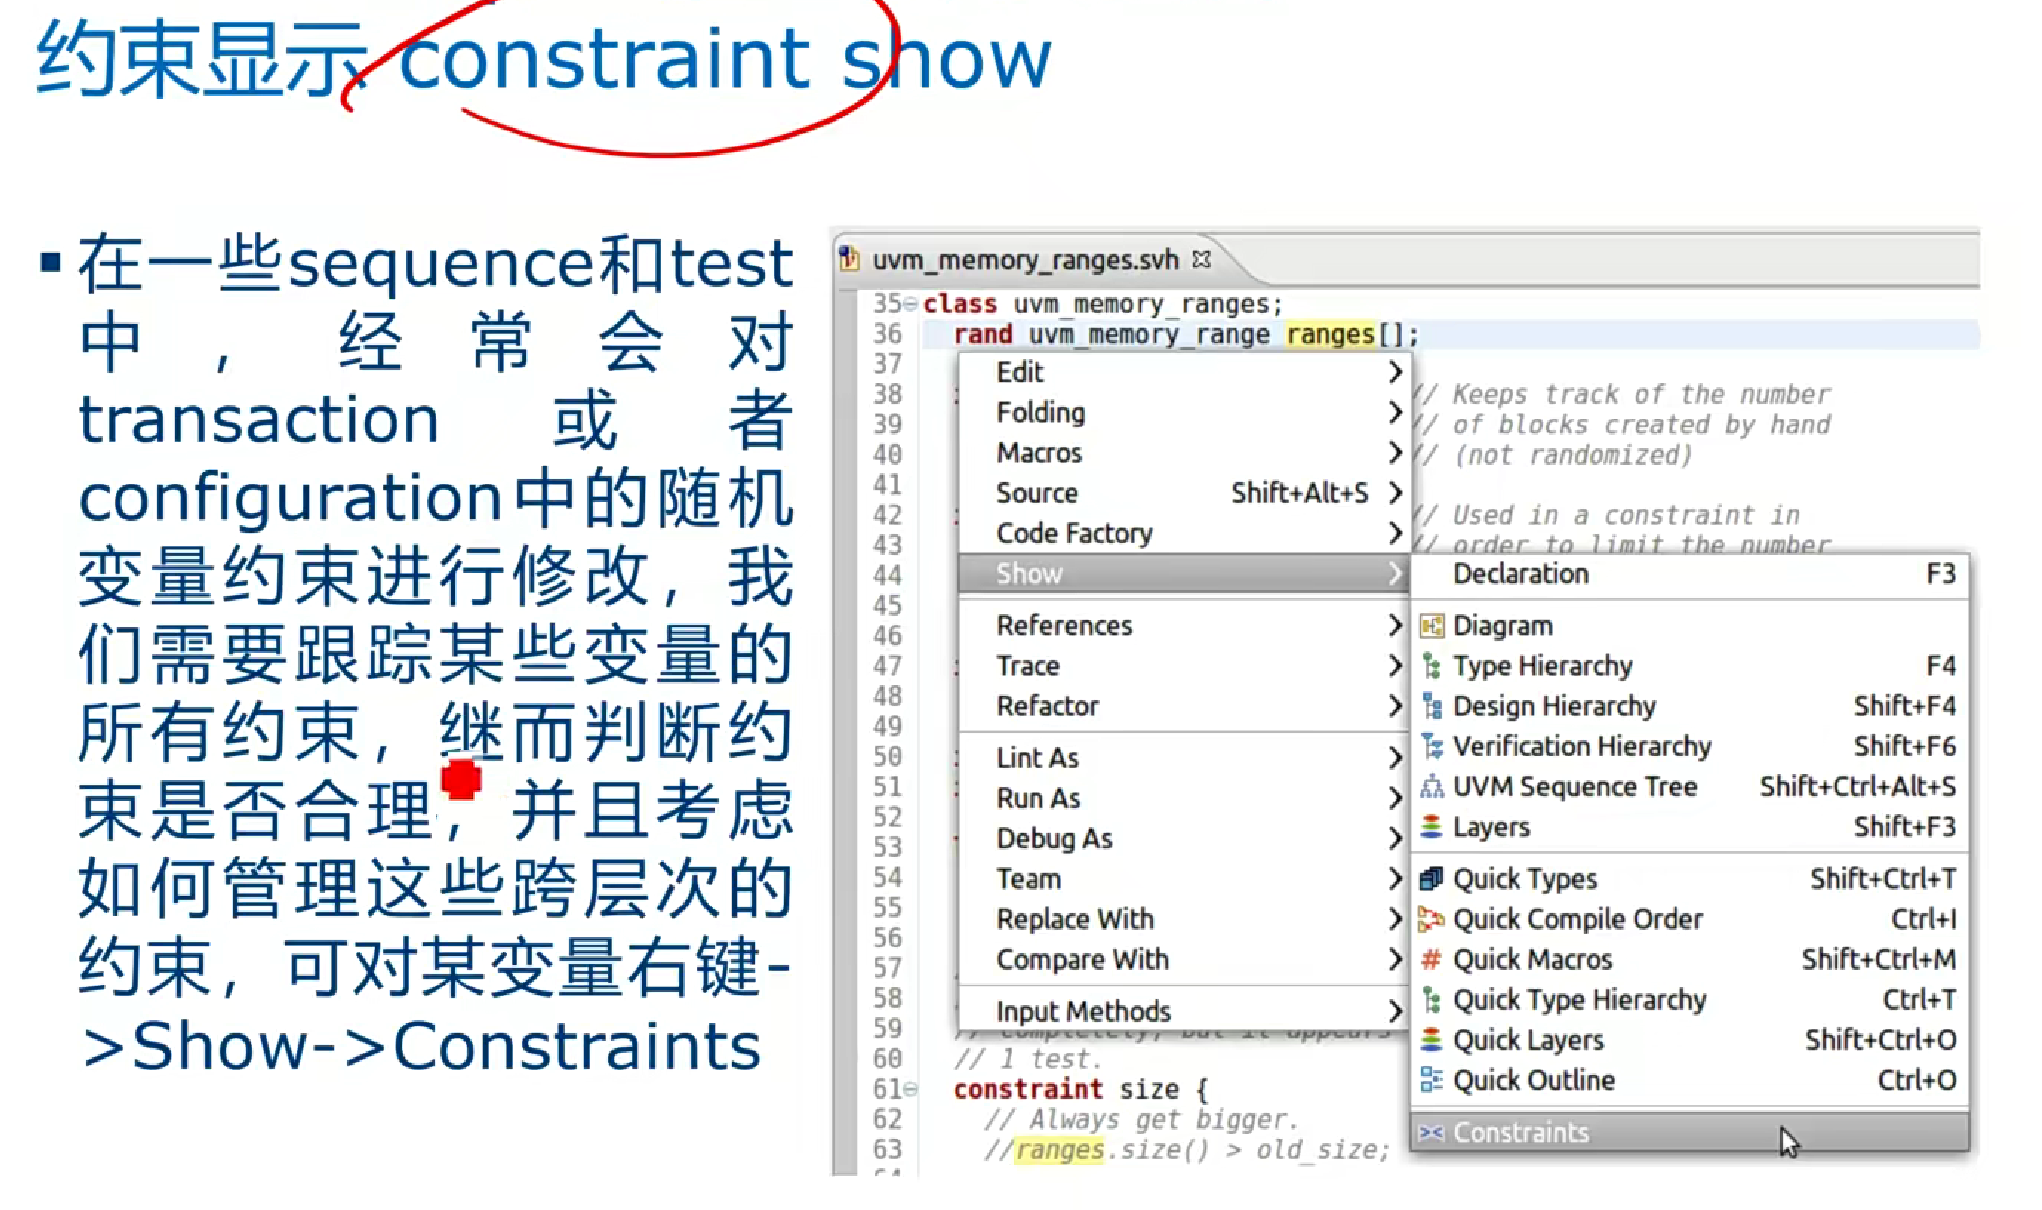 约束显示 constraint show
▪在一些sequence和test
中，经常会对
transaction或者
configuration中的随机
变量约束进行修改，我
们需要跟踪某些变量的
所有约束，继而判断约
束是否合理，并且考虑
如何管理这些跨层次的
约束，可对某变量右键-
>Show->Constraints
uvm_memory_ranges.svh
35 class uvm_memory_ranges;
36 rand uvm_memory_range ranges[];
37
38 // Keeps track of the number
39 // of blocks created by hand
40 // (not randomized)
41
42 // Used in a constraint in
43 // order to limit the number
44
45
46
47
48
49
50
51
52
53
54
55
56
57
58
59 // completely, but it appears
60 // 1 test.
61 constraint size {
62 // Always get bigger.
63 //ranges.size() > old_size;
Edit
Folding
Macros
Source Shift+Alt+S
Code Factory
Show
References
Trace
Refactor
Lint As
Run As
Debug As
Team
Replace With
Compare With
Input Methods
Declaration F3
Diagram
Type Hierarchy F4
Design Hierarchy Shift+F4
Verification Hierarchy Shift+F6
UVM Sequence Tree Shift+Ctrl+Alt+S
Layers Shift+F3
Quick Types Shift+Ctrl+T
Quick Compile Order Ctrl+I
Quick Macros Shift+Ctrl+M
Quick Type Hierarchy Ctrl+T
Quick Layers Shift+Ctrl+O
Quick Outline Ctrl+O
Constraints